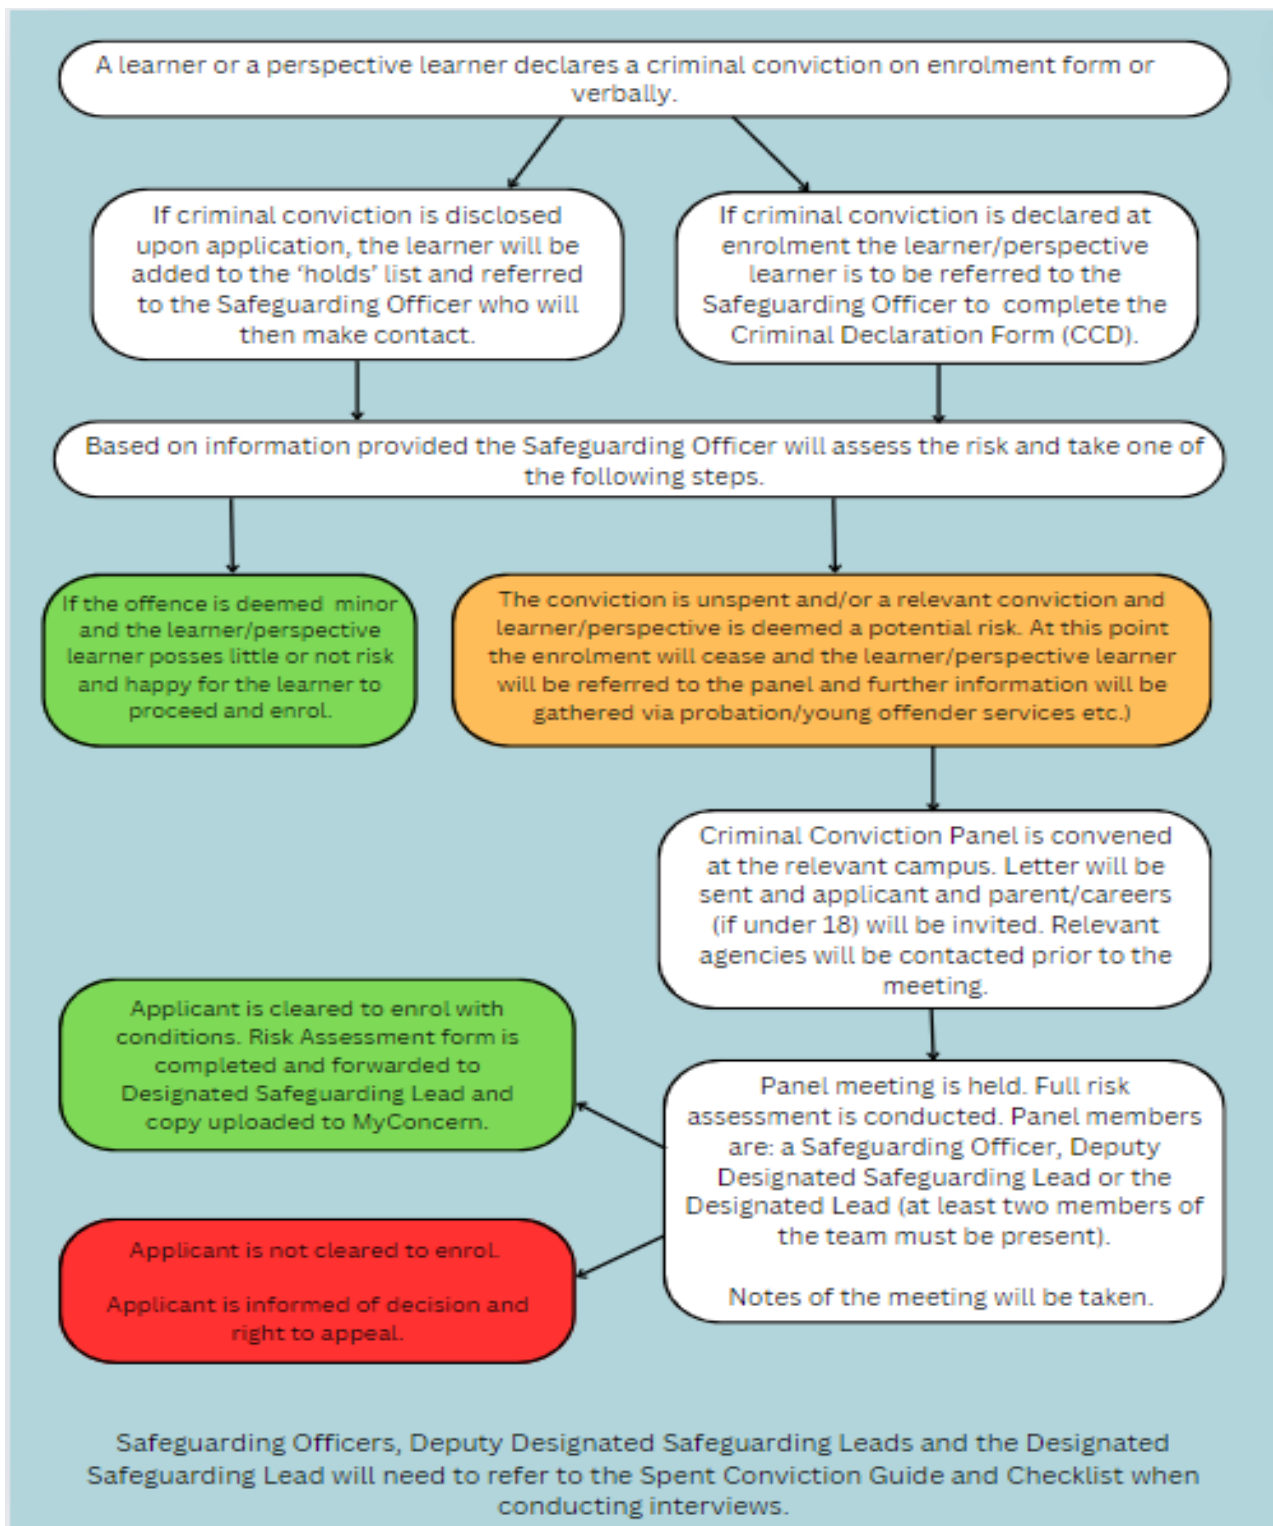 A learner or a perspective learner declares a criminal conviction on enrolment form or
verbally.
If criminal conviction is disclosed
upon application, the learner will be
added to the ‘holds’ list and referred
to the Safeguarding Officer who will
then make contact.
If criminal conviction is declared at
enrolment the learner/perspective
learner is to be referred to the
Safeguarding Officer to complete the
Criminal Declaration Form (CCD).
Based on information provided the Safeguarding Officer will assess the risk and take one of
the following steps.
If the offence is deemed minor
and the learner/perspective
learner posses little or not risk
and happy for the learner to
proceed and enrol.
The conviction is unspent and/or a relevant conviction and
learner/perspective is deemed a potential risk. At this point
the enrolment will cease and the learner/perspective learner
will be referred to the panel and further information will be
gathered via probation/young offender services etc.)
Criminal Conviction Panel is convened
at the relevant campus. Letter will be
sent and applicant and parent/careers
(if under 18) will be invited. Relevant
agencies will be contacted prior to the
meeting.
Applicant is cleared to enrol with
conditions. Risk Assessment form is
completed and forwarded to
Designated Safeguarding Lead and
copy uploaded to MyConcern.
Panel meeting is held. Full risk
assessment is conducted. Panel members
are: a Safeguarding Officer, Deputy
Designated Safeguarding Lead or the
Designated Lead (at least two members of
the team must be present).
Notes of the meeting will be taken.
Applicant is not cleared to enrol.
Applicant is informed of decision and
right to appeal.
Safeguarding Officers, Deputy Designated Safeguarding Leads and the Designated
Safeguarding Lead will need to refer to the Spent Conviction Guide and Checklist when
conducting interviews.